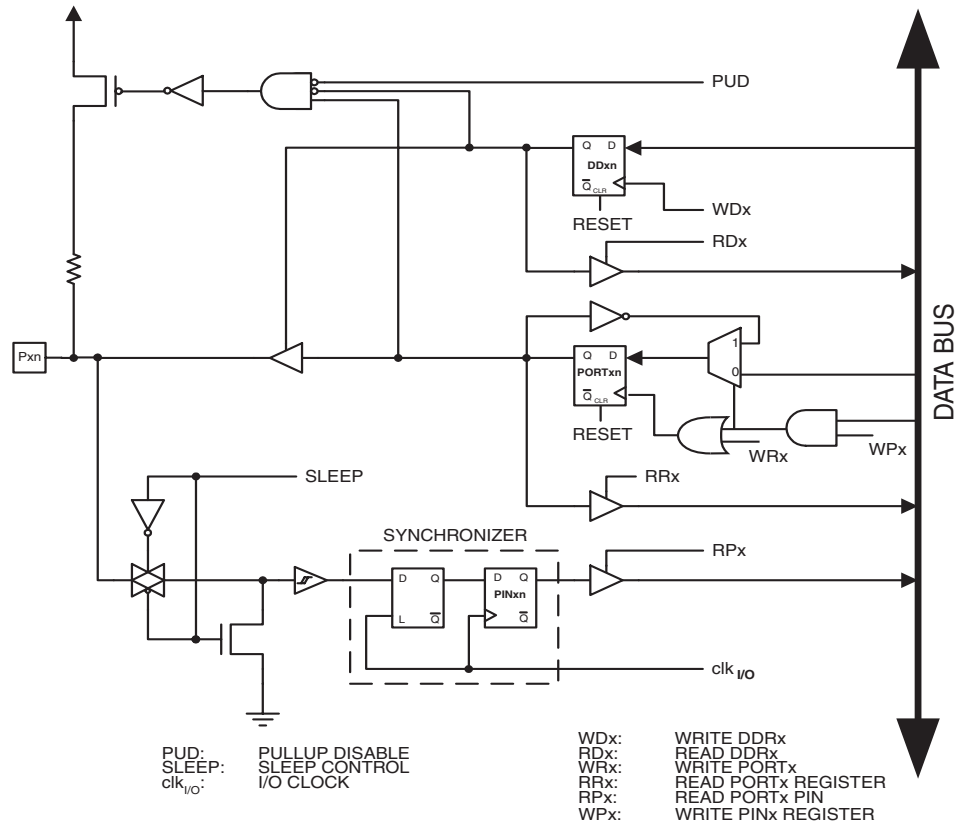 PUD
Q D
DDxn
Q CLR
WDx
RESET
RDx
1
Pxn
Q D
PORTxn
0
Q CLR
RESET
WRx
WPx
DATA BUS
SLEEP
RRx
SYNCHRONIZER
RPx
D Q
L Q
D Q
PINxn
Q
clk I/O
PUD: PULLUP DISABLE
SLEEP: SLEEP CONTROL
clkI/O: I/O CLOCK
WDx: WRITE DDRx
RDx: READ DDRx
WRx: WRITE PORTx
RRx: READ PORTx REGISTER
RPx: READ PORTx PIN
WPx: WRITE PINx REGISTER